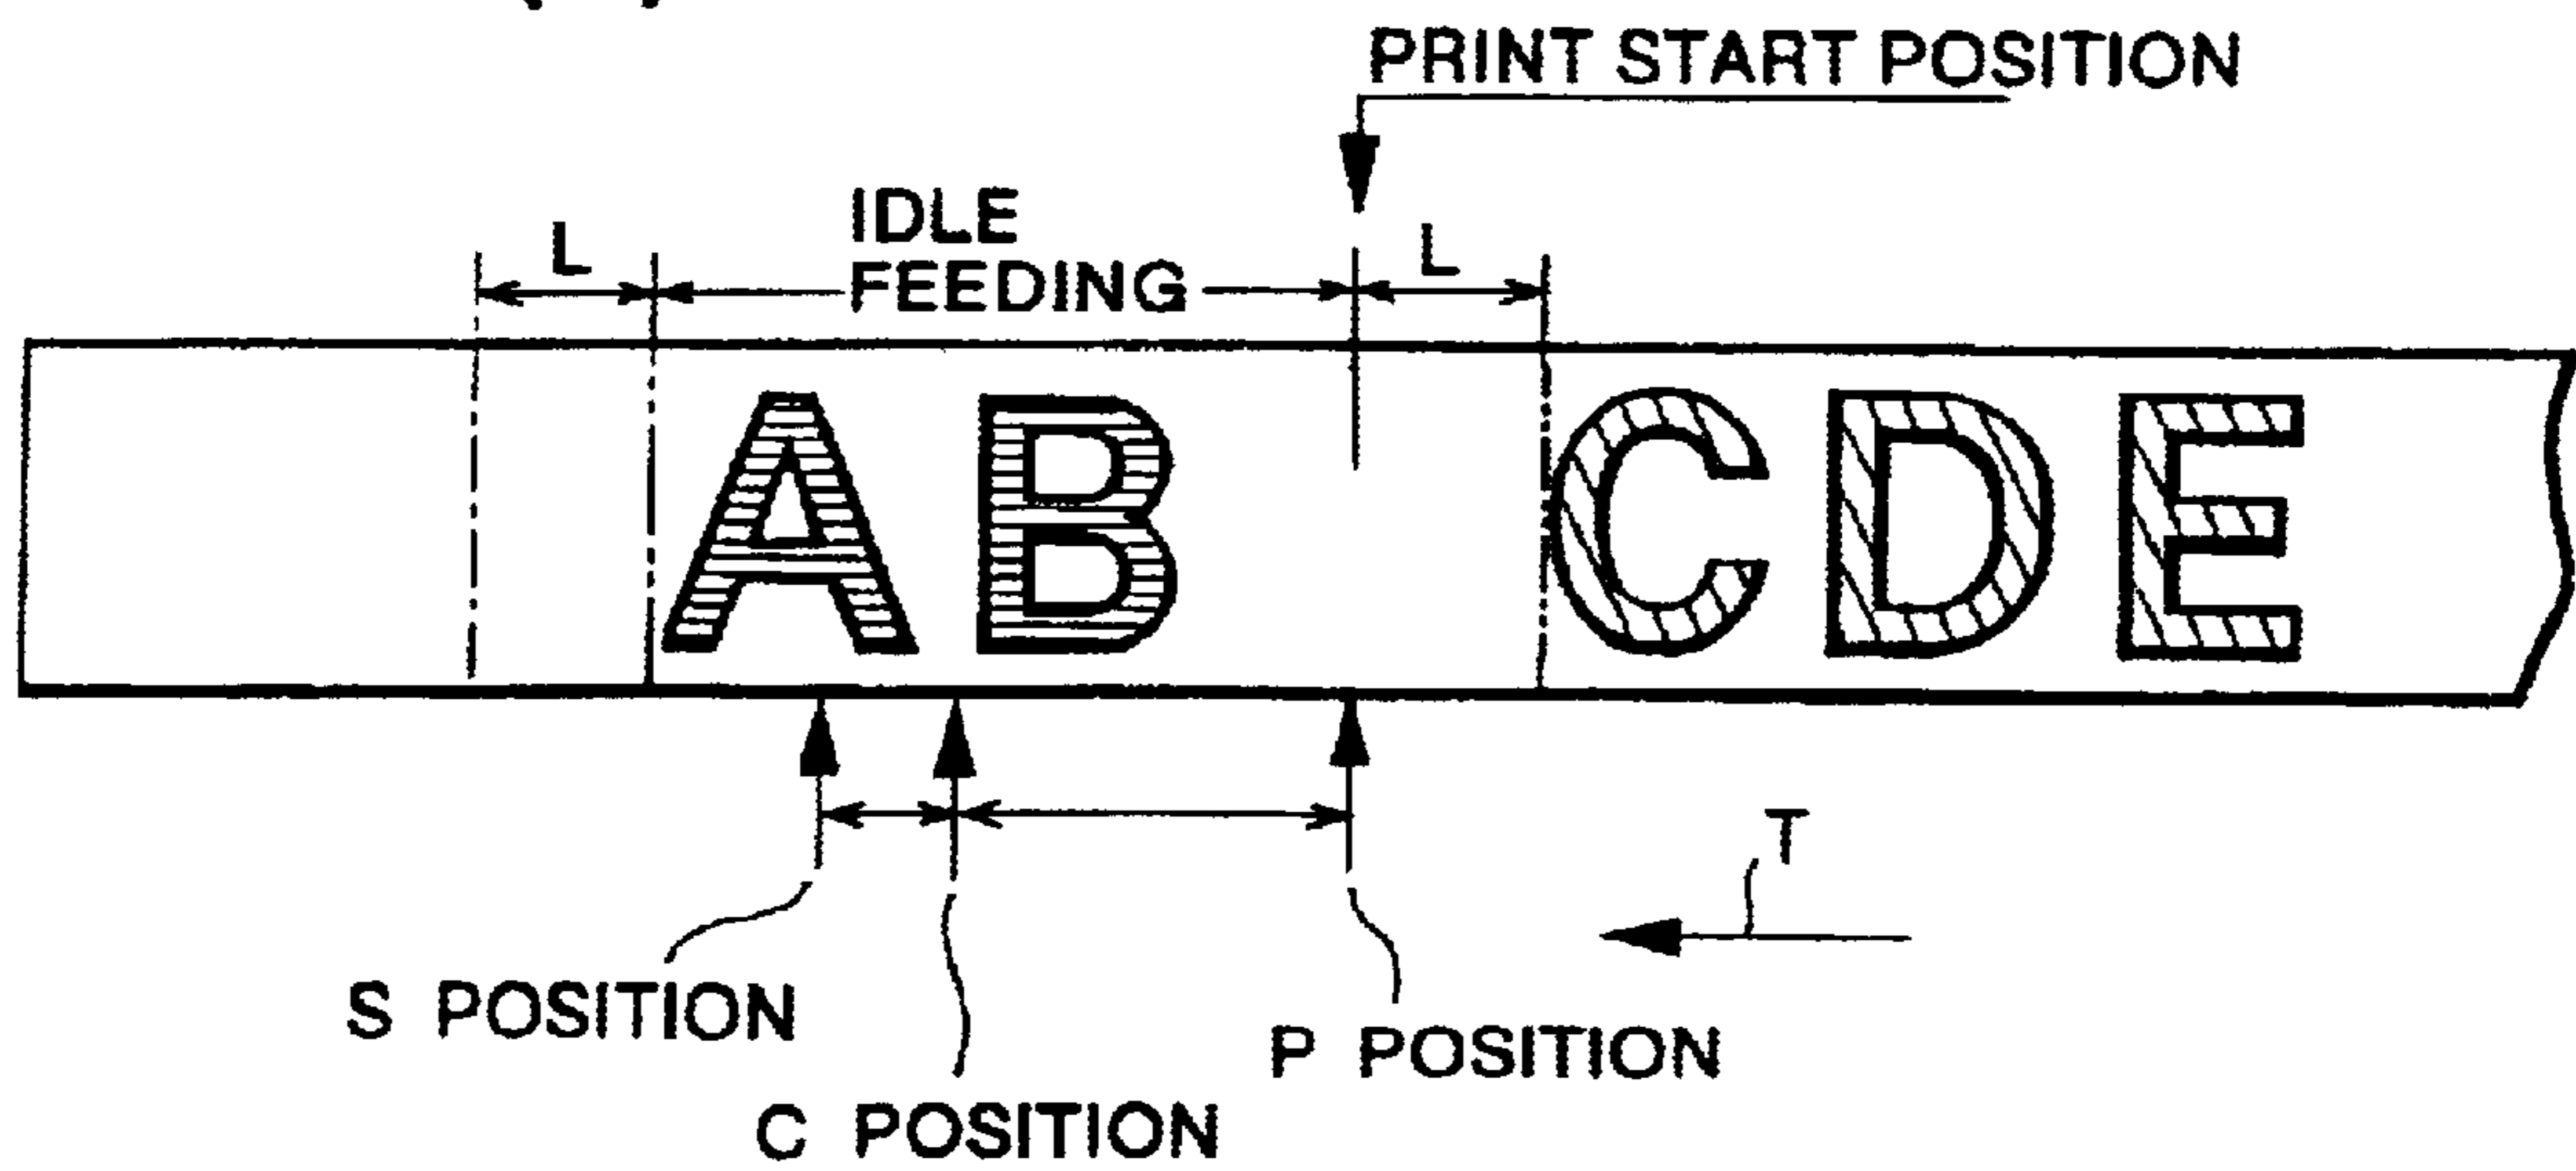 PRINT START POSITION
IDLE
FEEDING
L
L
AB CDE
T
S POSITION
P POSITION
C POSITION